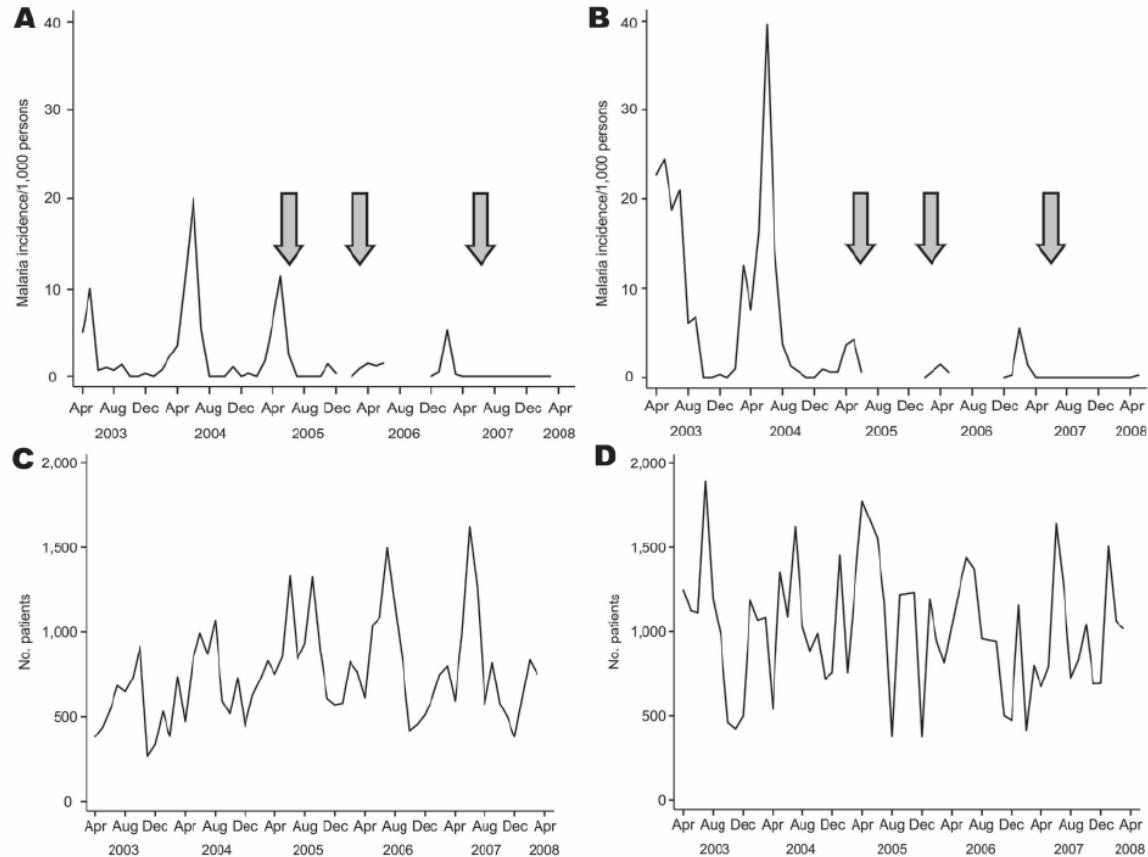 A
Malaria incidence/1,000 persons
40
30
20
10
0
Apr Aug Dec Apr Aug Dec Apr Aug Dec Apr Aug Dec Apr Aug Dec Apr
2003 2004 2005 2006 2007 2008
B
Malaria incidence/1,000 persons
40
30
20
10
0
Apr Aug Dec Apr Aug Dec Apr Aug Dec Apr Aug Dec Apr Aug Dec Apr
2003 2004 2005 2006 2007 2008
C
No. patients
2,000
1,500
1,000
500
0
Apr Aug Dec Apr Aug Dec Apr Aug Dec Apr Aug Dec Apr Aug Dec Apr
2003 2004 2005 2006 2007 2008
D
No. patients
2,000
1,500
1,000
500
0
Apr Aug Dec Apr Aug Dec Apr Aug Dec Apr Aug Dec Apr Aug Dec Apr
2003 2004 2005 2006 2007 2008